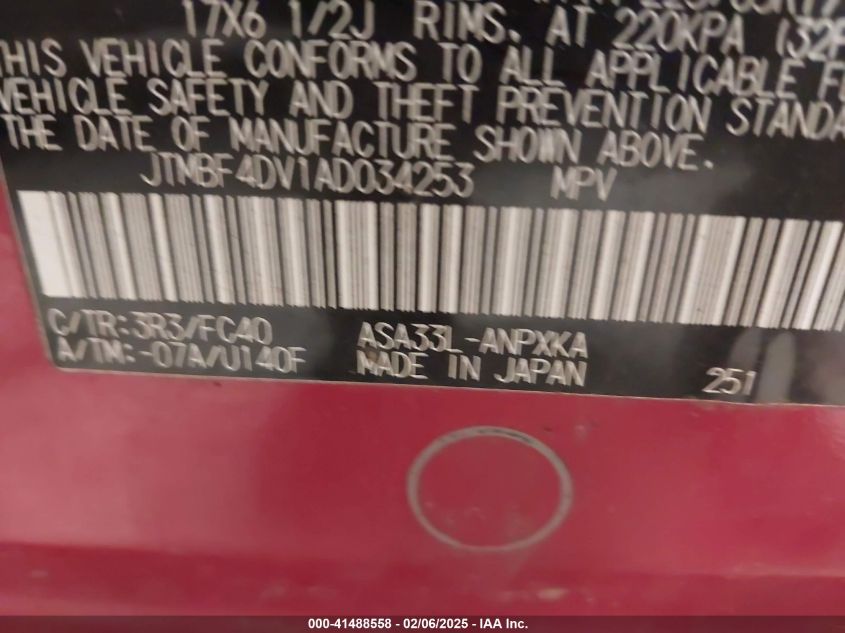 17X6 1/2J RIMS. AT 220KPA (32P
THIS VEHICLE CONFORMS TO ALL APPLICABLE F
VEHICLE SAFETY AND THEFT PREVENTION STANDA
THE DATE OF MANUFACTURE SHOWN ABOVE.
JTMBF4DV1AD034253 MPV
C/TR:3R3/FC40 ASA33L-ANPXKA
A/TM:-07A/U140F MADE IN JAPAN 251
000-41488558 - 02/06/2025 - IAA Inc.